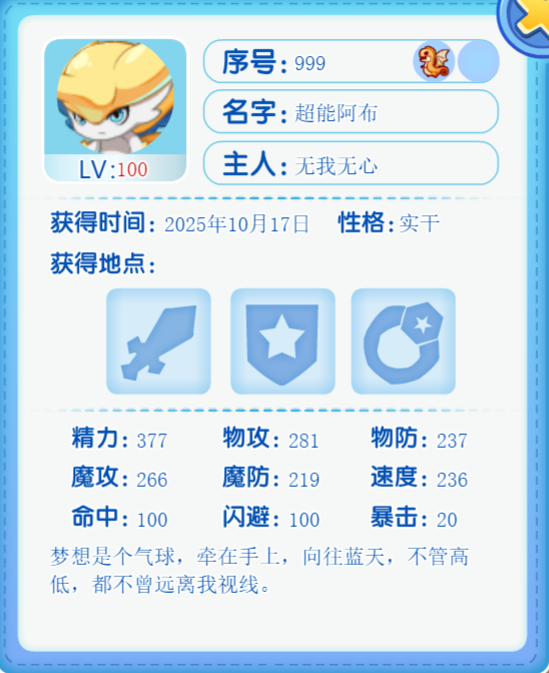 序号：999
名字：超能阿布
LV:100
主人：无我无心
获得时间：2025年10月17日 性格：实干
获得地点：
精力：377 物攻：281 物防：237
魔攻：266 魔防：219 速度：236
命中：100 闪避：100 暴击：20
梦想是个气球，牵在手上，向往蓝天，不管高
低，都不曾远离我视线。